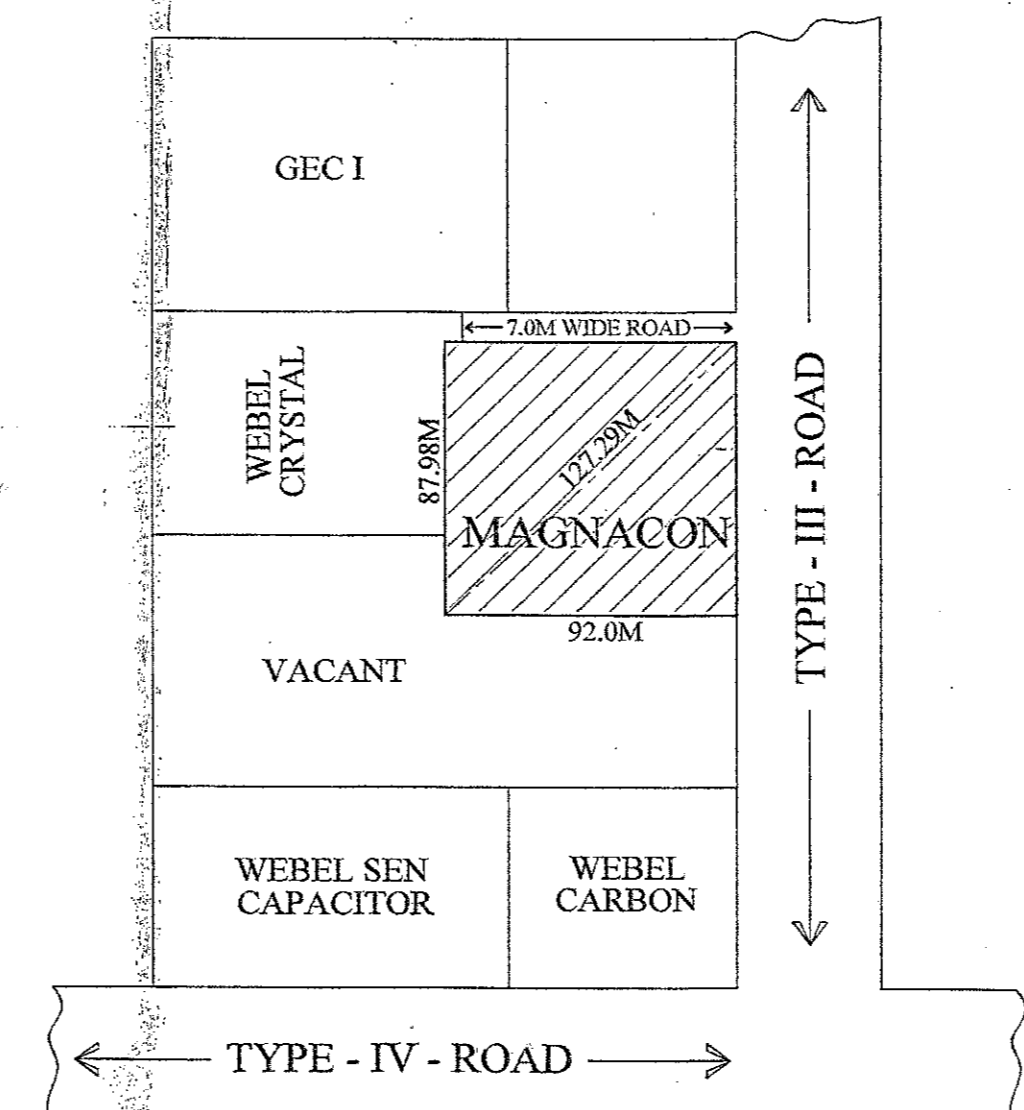 GEC I
7.0M WIDE ROAD
WEBEL
CRYSTAL
87.98M
127.29M
MAGNACON
92.0M
TYPE - III - ROAD
VACANT
WEBEL SEN
CAPACITOR
WEBEL
CARBON
TYPE - IV - ROAD